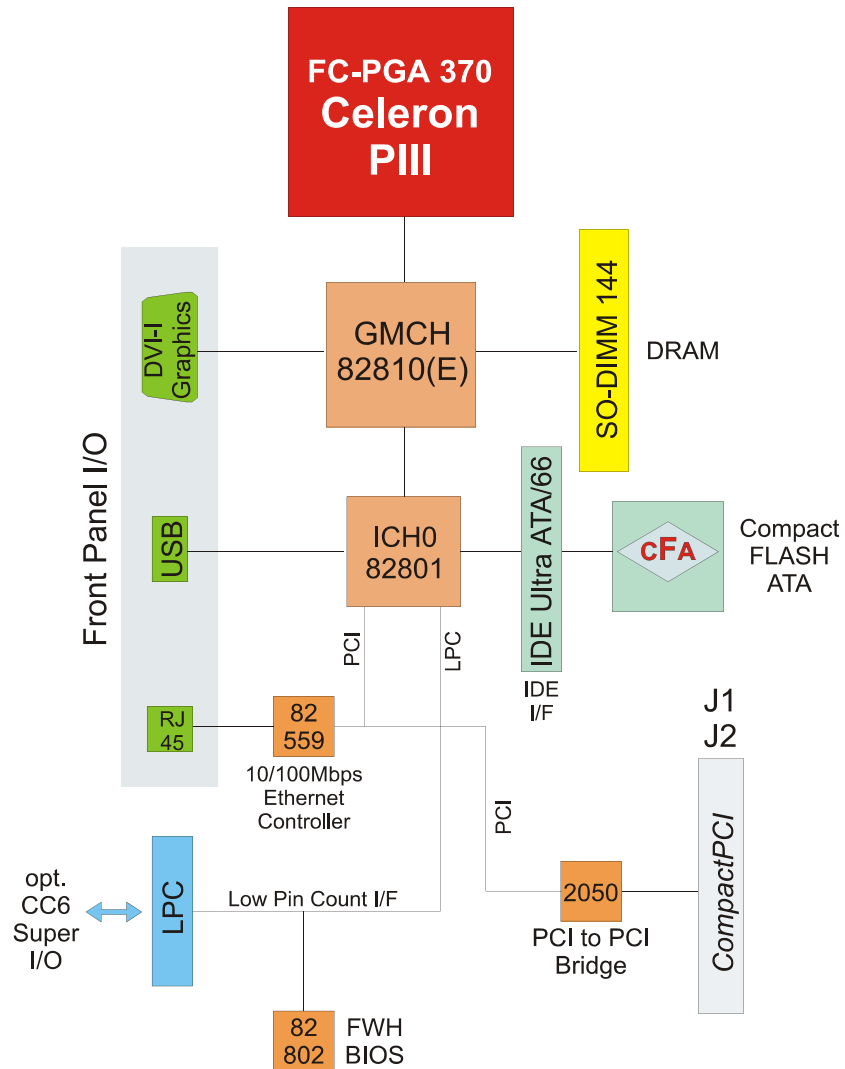 FC-PGA 370
Celeron
PIII
DVI-I
Graphics
GMCH
82810(E)
SO-DIMM 144
DRAM
Front Panel I/O
USB
ICH0
82801
IDE Ultra ATA/66
CFA
Compact
FLASH
ATA
PCI
LPC
IDE
I/F
J1
J2
RJ
45
82
559
10/100Mbps
Ethernet
Controller
PCI
CompactPCI
opt.
CC6
Super
I/O
LPC
Low Pin Count I/F
2050
PCI to PCI
Bridge
82
802
FWH
BIOS